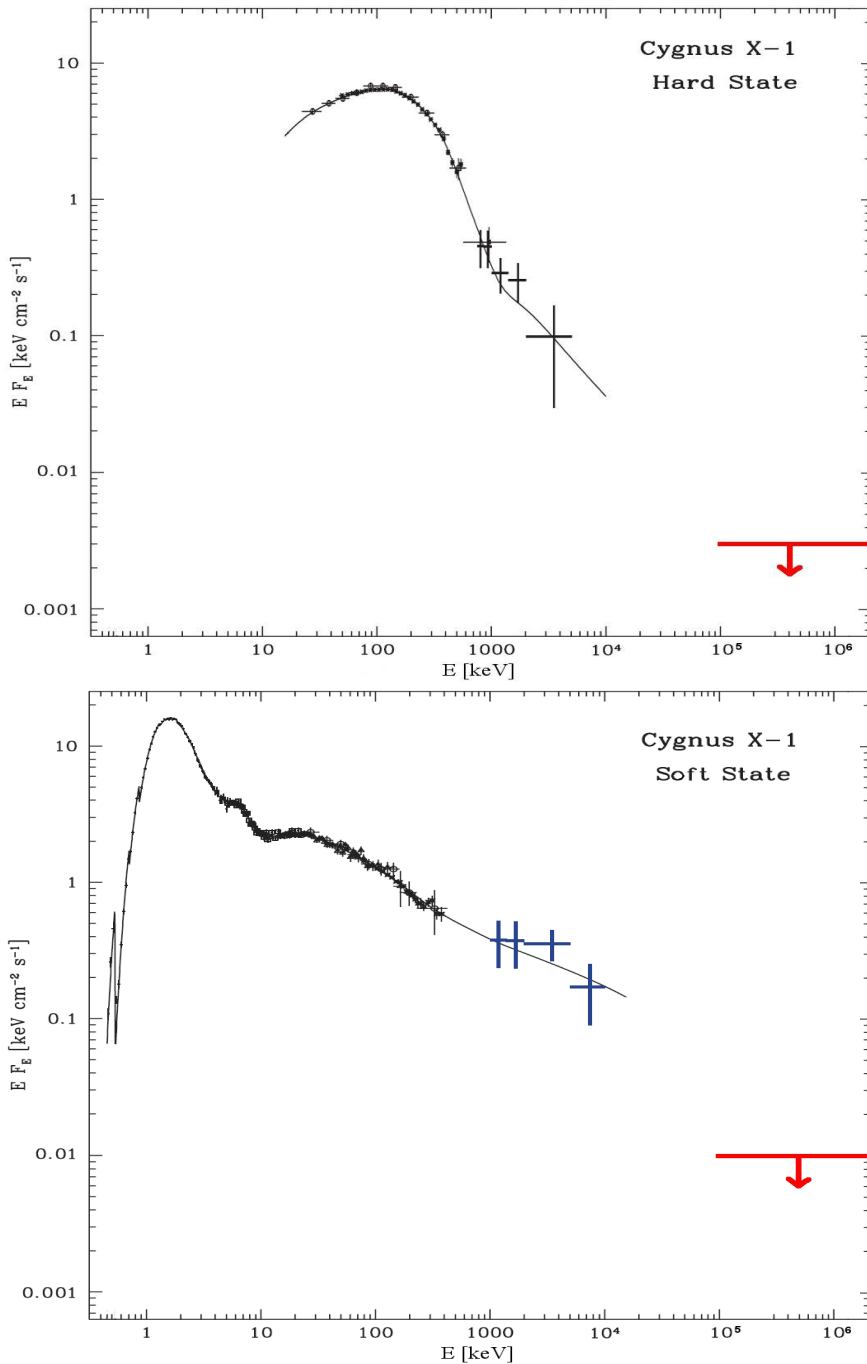 Cygnus X-1
Hard State
10
1
0.1
0.01
0.001
E F_E [keV cm⁻² s⁻¹]
1 10 100 1000 10⁴ 10⁵ 10⁶
E [keV]
Cygnus X-1
Soft State
10
1
0.1
0.01
0.001
E F_E [keV cm⁻² s⁻¹]
1 10 100 1000 10⁴ 10⁵ 10⁶
E [keV]